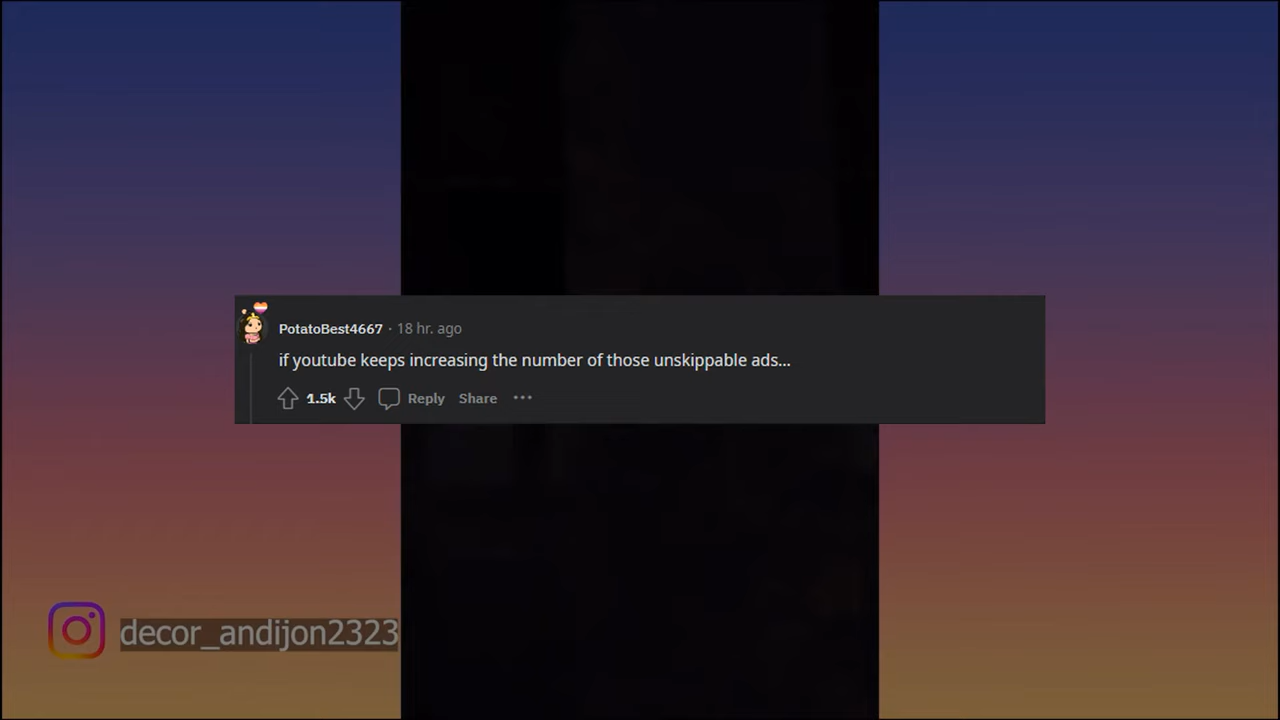 PotatoBest4667 · 18 hr. ago
if youtube keeps increasing the number of those unskippable ads...
1.5k Reply Share ···
decor_andijon2323